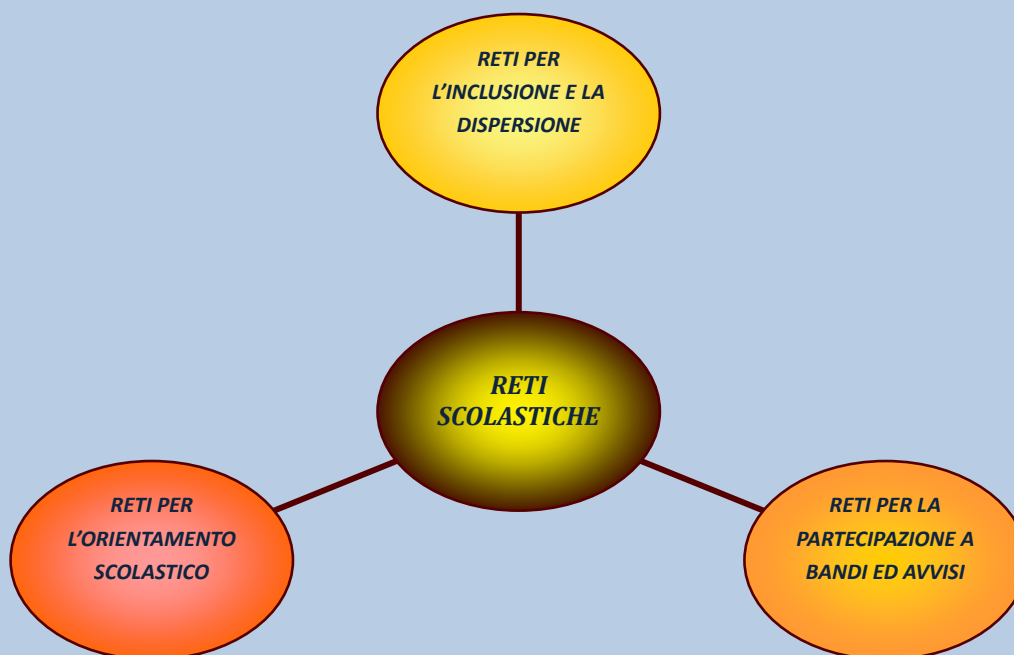 RETI PER
L’INCLUSIONE E LA
DISPERSIONE
RETI
SCOLASTICHE
RETI PER
L’ORIENTAMENTO
SCOLASTICO
RETI PER LA
PARTECIPAZIONE A
BANDI ED AVVISI